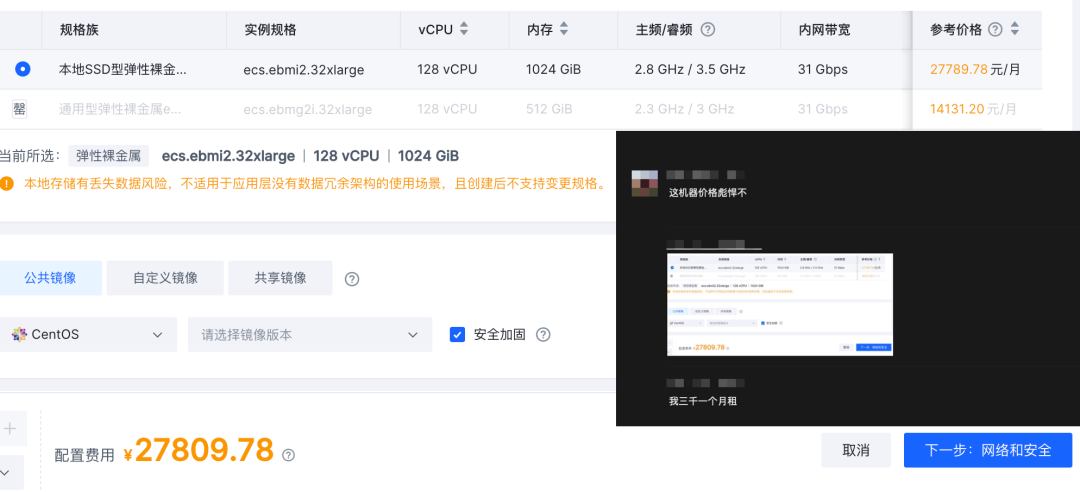 规格族 实例规格 vCPU 内存 主频/睿频 内网带宽 参考价格
本地SSD型弹性裸金... ecs.ebmi2.32xlarge 128 vCPU 1024 GiB 2.8 GHz / 3.5 GHz 31 Gbps 27789.78元/月
罄 通用型弹性裸金属e... ecs.ebmg2i.32xlarge 128 vCPU 512 GiB 2.3 GHz / 3 GHz 31 Gbps 14131.20元/月
当前所选: 弹性裸金属 ecs.ebmi2.32xlarge | 128 vCPU | 1024 GiB
本地存储有丢失数据风险,不适用于应用层没有数据冗余架构的使用场景,且创建后不支持变更规格。
这机器价格彪悍不
公共镜像 自定义镜像 共享镜像
CentOS 请选择镜像版本 安全加固
27809.78
我三千一个月租
配置费用 ¥27809.78
取消 下一步:网络和安全